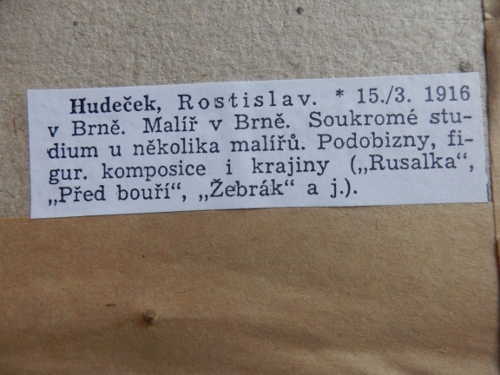 Hudeček, Rostislav. * 15./3. 1916
v Brně. Malíř v Brně. Soukromé stu-
dium u několika malířů. Podobizny, fi-
gur. komposice i krajiny („Rusalka“,
„Před bouří“, „Žebrák“ a j.).